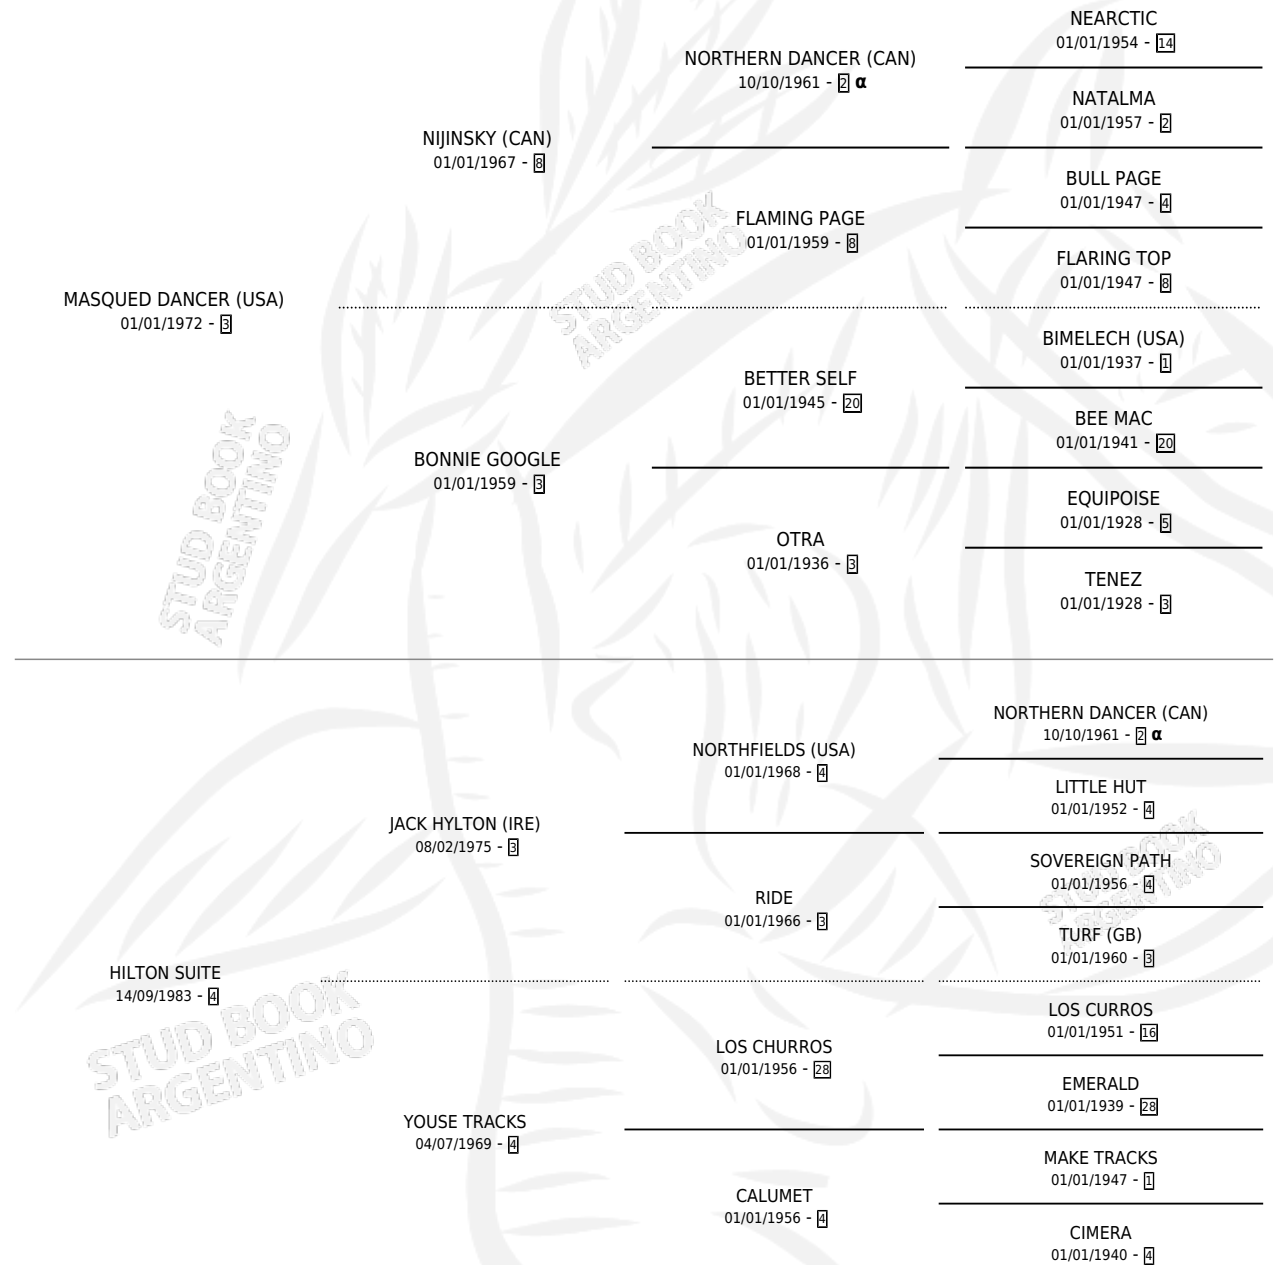 NEARCTIC
01/01/1954 - 14
NORTHERN DANCER (CAN)
10/10/1961 - 2 α
NATALMA
01/01/1957 - 2
NIJINSKY (CAN)
01/01/1967 - 8
BULL PAGE
01/01/1947 - 4
FLAMING PAGE
01/01/1959 - 8
FLARING TOP
01/01/1947 - 8
MASQUED DANCER (USA)
01/01/1972 - 3
BIMELECH (USA)
01/01/1937 - 1
BETTER SELF
01/01/1945 - 20
BEE MAC
01/01/1941 - 20
BONNIE GOOGLE
01/01/1959 - 3
EQUIPOISE
01/01/1928 - 5
OTRA
01/01/1936 - 3
TENEZ
01/01/1928 - 3
STUD BOOK
ARGENTINO
STUD BOOK
ARGENTINO
NORTHERN DANCER (CAN)
10/10/1961 - 2 α
NORTHFIELDS (USA)
01/01/1968 - 4
LITTLE HUT
01/01/1952 - 4
JACK HYLTON (IRE)
08/02/1975 - 3
SOVEREIGN PATH
01/01/1956 - 4
RIDE
01/01/1966 - 3
TURF (GB)
01/01/1960 - 3
HILTON SUITE
14/09/1983 - 4
LOS CURROS
01/01/1951 - 16
LOS CHURROS
01/01/1956 - 28
EMERALD
01/01/1939 - 28
YOUSE TRACKS
04/07/1969 - 4
MAKE TRACKS
01/01/1947 - 1
CALUMET
01/01/1956 - 4
CIMERA
01/01/1940 - 4
STUD BOOK
ARGENTINO
STUD BOOK
ARGENTINO